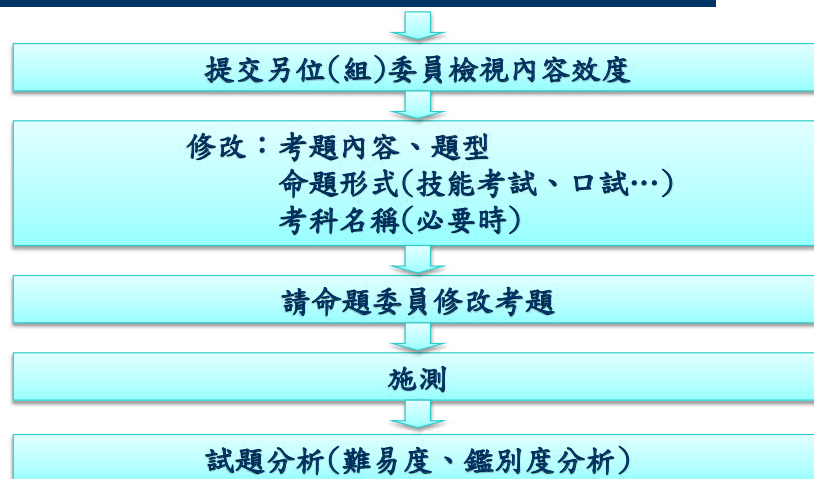 提交另位(組)委員檢視內容效度
修改：考題內容、題型
命題形式(技能考試、口試…)
考科名稱(必要時)
請命題委員修改考題
施測
試題分析(難易度、鑑別度分析)